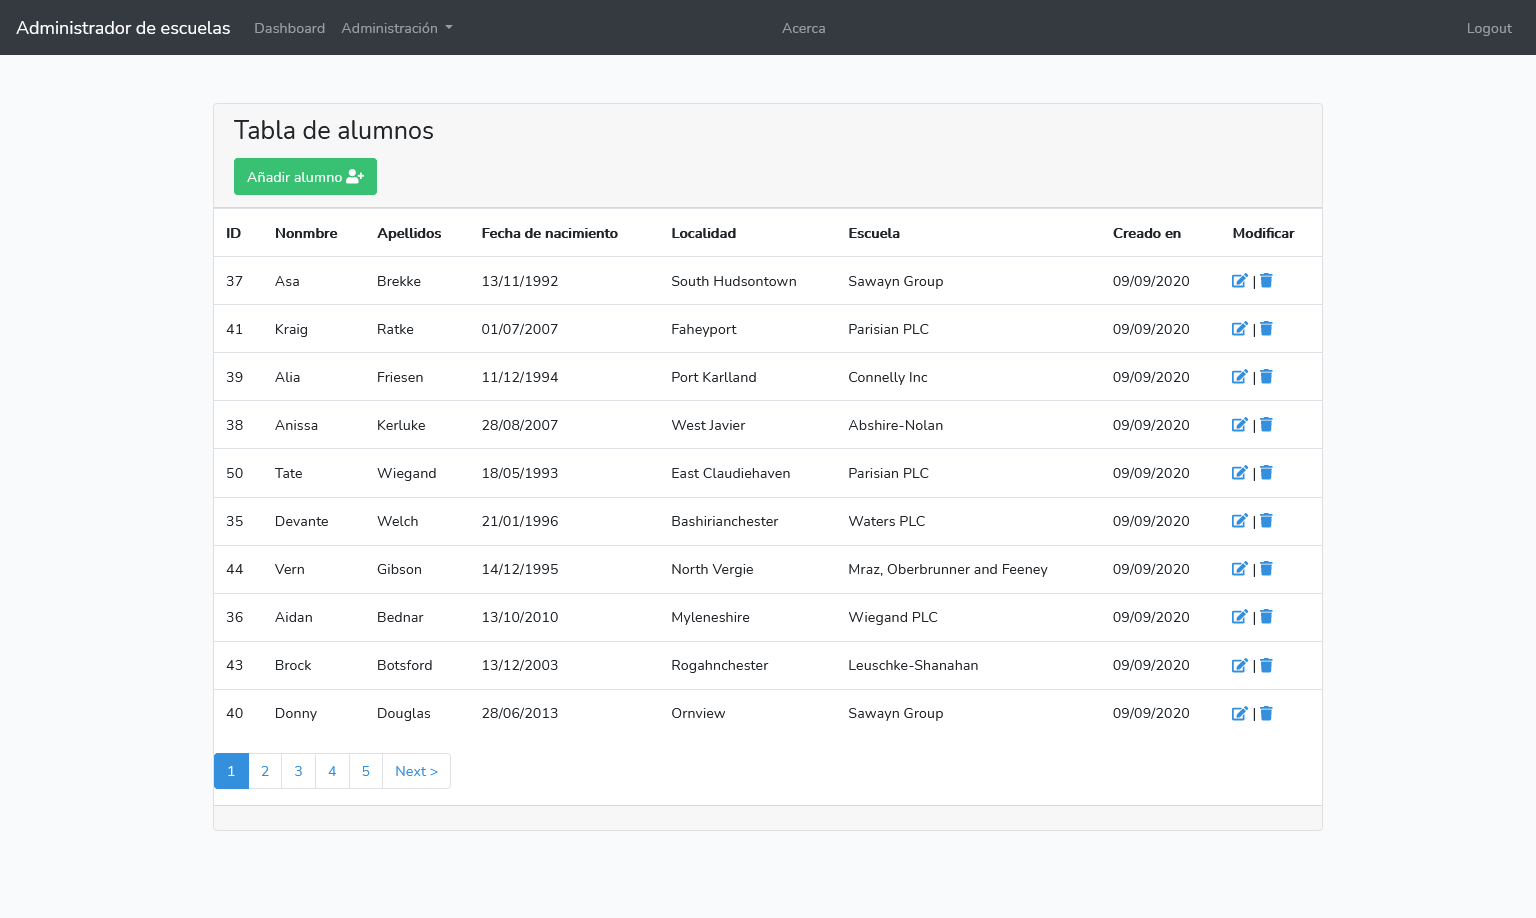 Administrador de escuelas Dashboard Administración Acerca Logout
Tabla de alumnos
Añadir alumno
ID Nonmbre Apellidos Fecha de nacimiento Localidad Escuela Creado en Modificar
37 Asa Brekke 13/11/1992 South Hudsontown Sawayn Group 09/09/2020 |
41 Kraig Ratke 01/07/2007 Faheyport Parisian PLC 09/09/2020 |
39 Alia Friesen 11/12/1994 Port Karlland Connelly Inc 09/09/2020 |
38 Anissa Kerluke 28/08/2007 West Javier Abshire-Nolan 09/09/2020 |
50 Tate Wiegand 18/05/1993 East Claudiehaven Parisian PLC 09/09/2020 |
35 Devante Welch 21/01/1996 Bashirianchester Waters PLC 09/09/2020 |
44 Vern Gibson 14/12/1995 North Vergie Mraz, Oberbrunner and Feeney 09/09/2020 |
36 Aidan Bednar 13/10/2010 Myleneshire Wiegand PLC 09/09/2020 |
43 Brock Botsford 13/12/2003 Rogahnchester Leuschke-Shanahan 09/09/2020 |
40 Donny Douglas 28/06/2013 Ornview Sawayn Group 09/09/2020 |
1 2 3 4 5 Next >